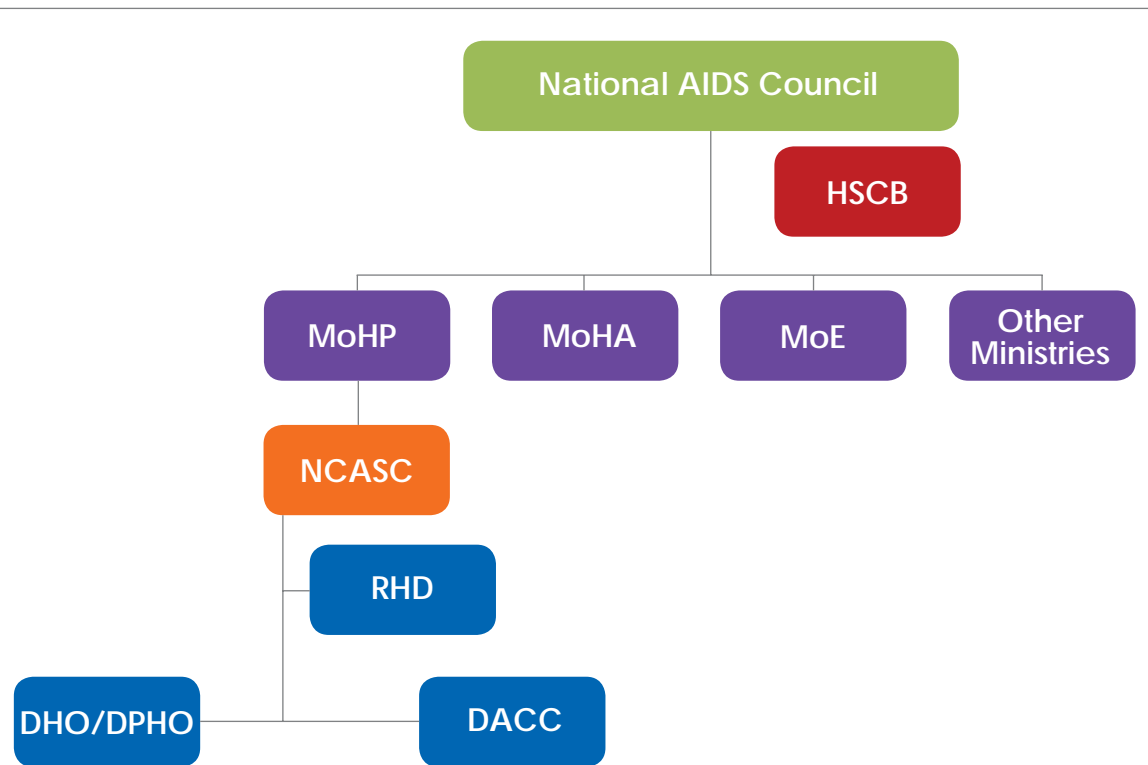 National AIDS Council
HSCB
MoHP
MoHA
MoE
Other
Ministries
NCASC
RHD
DHO/DPHO
DACC